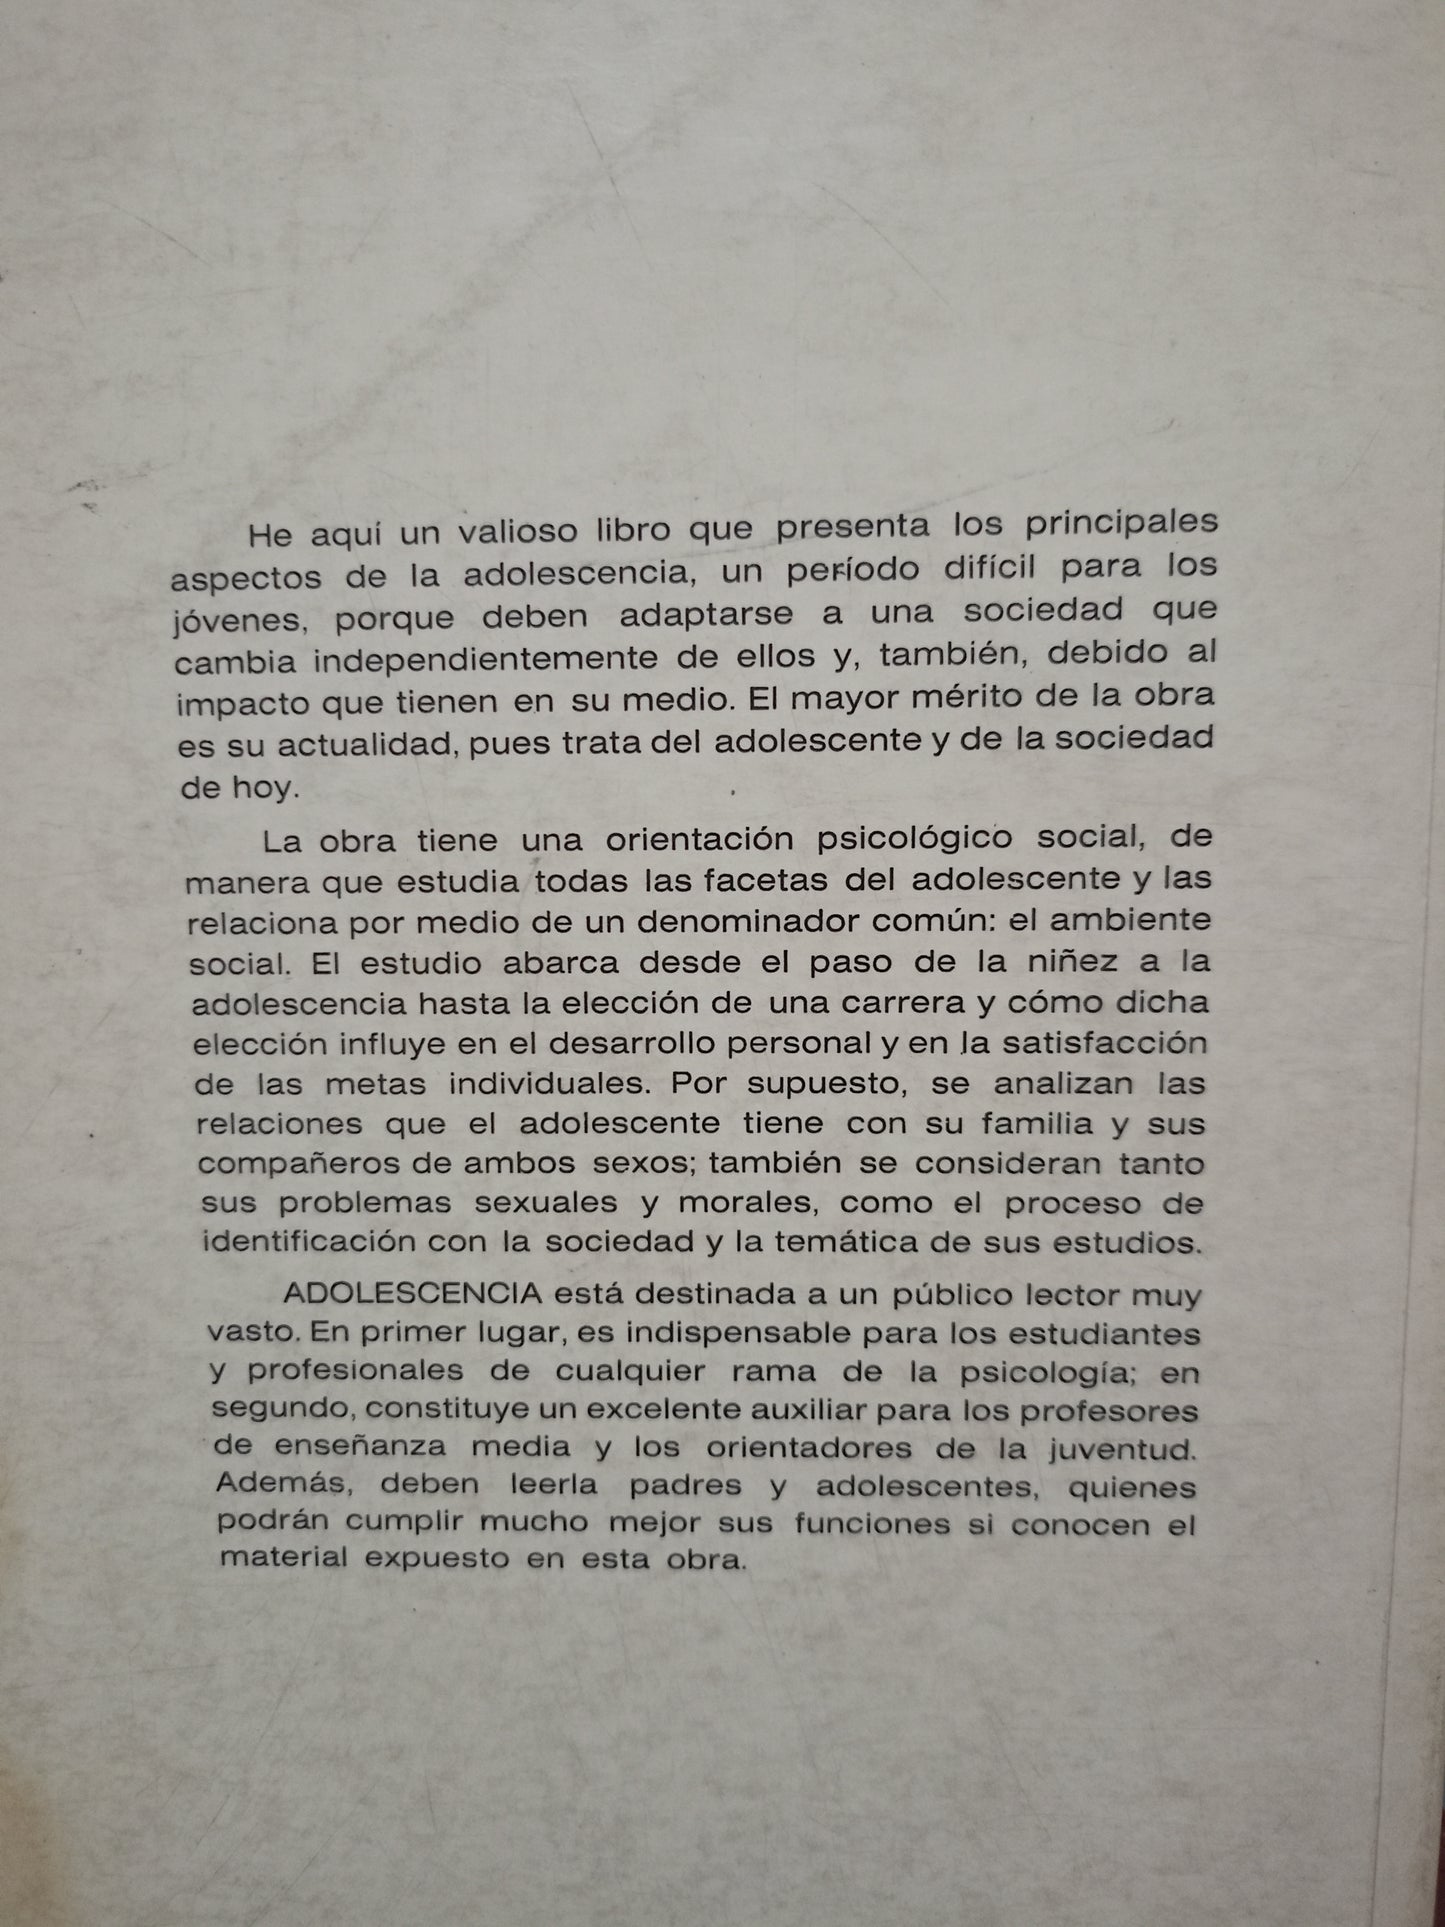 He aquí un valioso libro que presenta los principales
aspectos de la adolescencia, un período difícil para los
jóvenes, porque deben adaptarse a una sociedad que
cambia independientemente de ellos y, también, debido al
impacto que tienen en su medio. El mayor mérito de la obra
es su actualidad, pues trata del adolescente y de la sociedad
de hoy.
La obra tiene una orientación psicológico social, de
manera que estudia todas las facetas del adolescente y las
relaciona por medio de un denominador común: el ambiente
social. El estudio abarca desde el paso de la niñez a la
adolescencia hasta la elección de una carrera y cómo dicha
elección influye en el desarrollo personal y en la satisfacción
de las metas individuales. Por supuesto, se analizan las
relaciones que el adolescente tiene con su familia y sus
compañeros de ambos sexos; también se consideran tanto
sus problemas sexuales y morales, como el proceso de
identificación con la sociedad y la temática de sus estudios.
ADOLESCENCIA está destinada a un público lector muy
vasto. En primer lugar, es indispensable para los estudiantes
y profesionales de cualquier rama de la psicología; en
segundo, constituye un excelente auxiliar para los profesores
de enseñanza media y los orientadores de la juventud.
Además, deben leerla padres y adolescentes, quienes
podrán cumplir mucho mejor sus funciones si conocen el
material expuesto en esta obra.